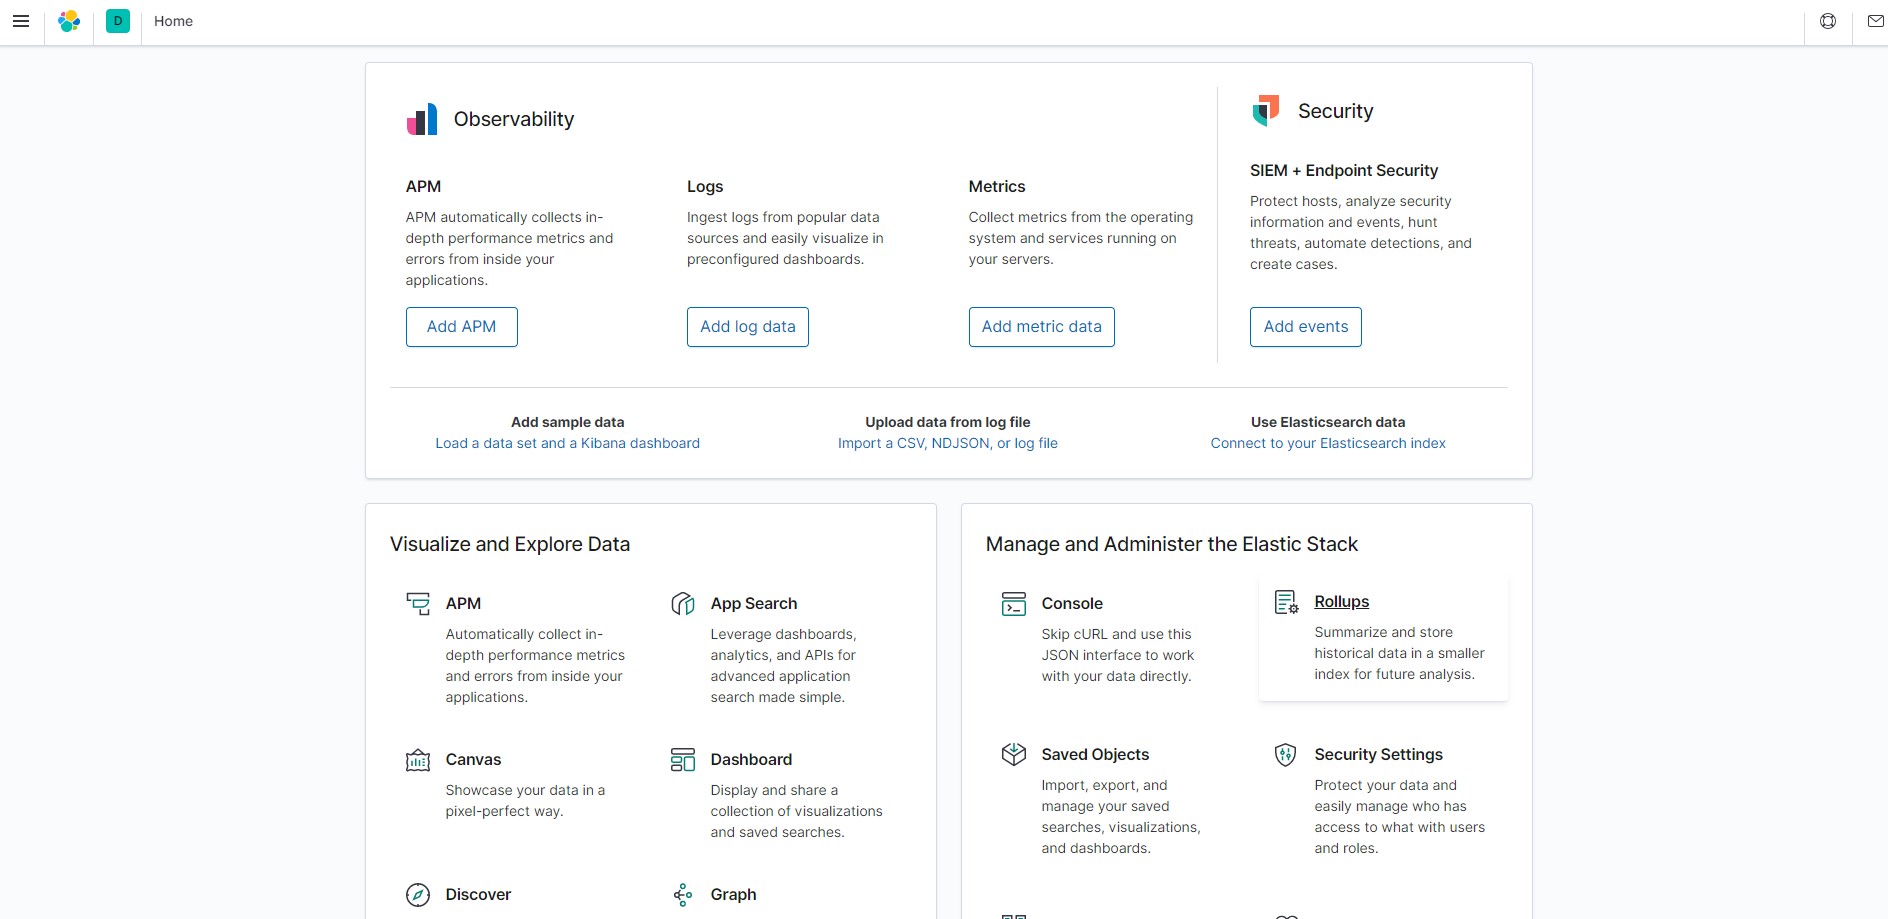 D
Home
Observability
APM
APM automatically collects in-
depth performance metrics and
errors from inside your
applications.
Add APM
Logs
Ingest logs from popular data
sources and easily visualize in
preconfigured dashboards.
Add log data
Metrics
Collect metrics from the operating
system and services running on
your servers.
Add metric data
Security
SIEM + Endpoint Security
Protect hosts, analyze security
information and events, hunt
threats, automate detections, and
create cases.
Add events
Add sample data
Load a data set and a Kibana dashboard
Upload data from log file
Import a CSV, NDJSON, or log file
Use Elasticsearch data
Connect to your Elasticsearch index
Visualize and Explore Data
APM
Automatically collect in-
depth performance metrics
and errors from inside your
applications.
App Search
Leverage dashboards,
analytics, and APIs for
advanced application
search made simple.
Canvas
Showcase your data in a
pixel-perfect way.
Dashboard
Display and share a
collection of visualizations
and saved searches.
Discover
Graph
Manage and Administer the Elastic Stack
Console
Skip cURL and use this
JSON interface to work
with your data directly.
Rollups
Summarize and store
historical data in a smaller
index for future analysis.
Saved Objects
Import, export, and
manage your saved
searches, visualizations,
and dashboards.
Security Settings
Protect your data and
easily manage who has
access to what with users
and roles.